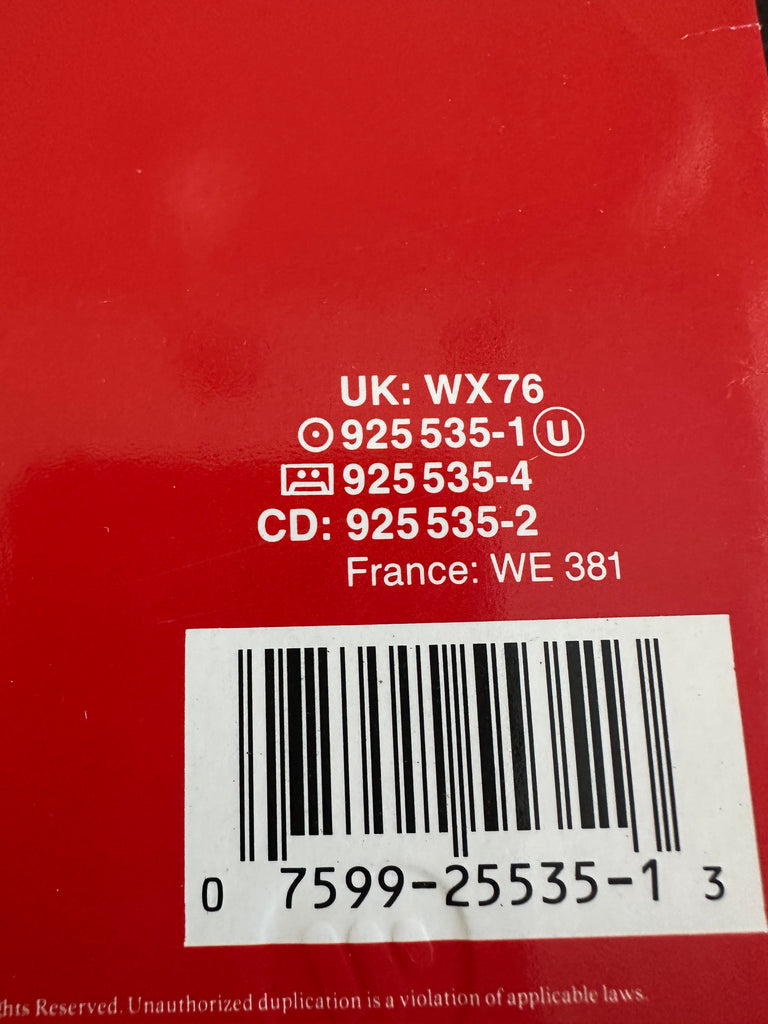 UK: WX 76
925 535-1 U
925 535-4
CD: 925 535-2
France: WE 381
0 7599-25535-1 3
Reserved. Unauthorized duplication is a violation of applicable laws.